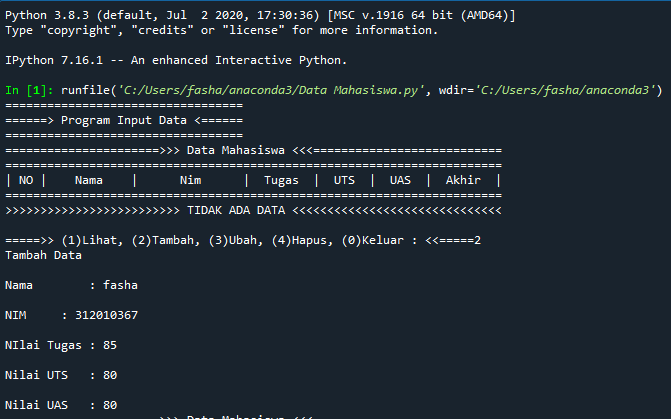 Python 3.8.3 (default, Jul  2 2020, 17:30:36) [MSC v.1916 64 bit (AMD64)]
Type "copyright", "credits" or "license" for more information.
IPython 7.16.1 -- An enhanced Interactive Python.
In [1]: runfile('C:/Users/fasha/anaconda3/Data Mahasiswa.py', wdir='C:/Users/fasha/anaconda3')
==================================
======> Program Input Data <======
==================================
======================>>> Data Mahasiswa <<<===========================
=======================================================================
| NO |    Nama    |      Nim      |  Tugas  |  UTS  |  UAS  |  Akhir  |
=======================================================================
>>>>>>>>>>>>>>>>>>>>>>>>> TIDAK ADA DATA <<<<<<<<<<<<<<<<<<<<<<<<<<<<<<
=====>> (1)Lihat, (2)Tambah, (3)Ubah, (4)Hapus, (0)Keluar : <<=====2
Tambah Data
Nama        : fasha
NIM     : 312010367
NIlai Tugas : 85
Nilai UTS   : 80
Nilai UAS   : 80
>>> Data Mahasiswa <<<